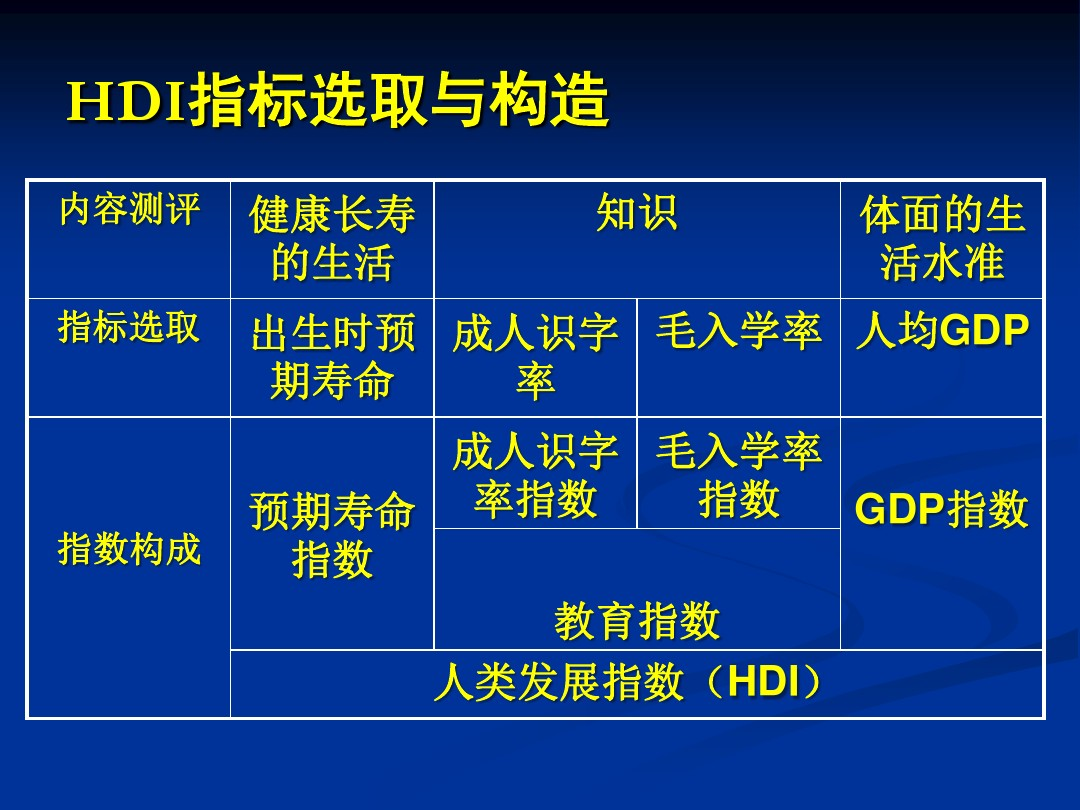 HDI指标选取与构造
内容测评
健康长寿
的生活
知识
体面的生
活水准
指标选取
出生时预
期寿命
成人识字
率
毛入学率
人均GDP
指数构成
预期寿命
指数
成人识字
率指数
毛入学率
指数
GDP指数
教育指数
人类发展指数（HDI）